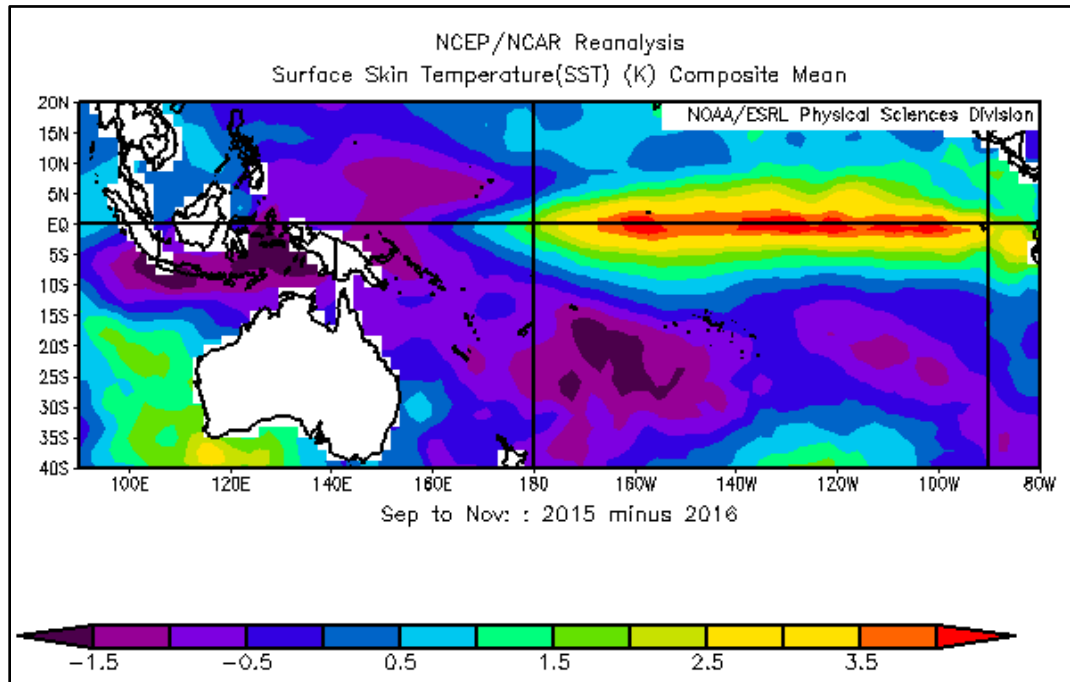 NCEP/NCAR Reanalysis
Surface Skin Temperature(SST) (K) Composite Mean
NOAA/ESRL Physical Sciences Division
20N
15N
10N
5N
EQ
5S
10S
15S
20S
25S
30S
35S
40S
100E 120E 140E 160E 180 160W 140W 120W 100W 80W
Sep to Nov: : 2015 minus 2016
-1.5 -0.5 0.5 1.5 2.5 3.5